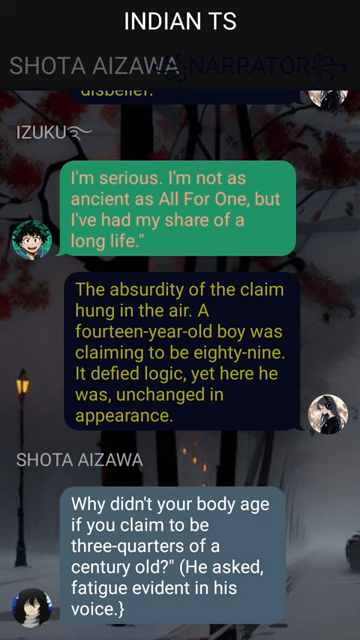 INDIAN TS
SHOTA AIZAWA
NARRATOR
disbelief.
IZUKU
I'm serious. I'm not as
ancient as All For One, but
I've had my share of a
long life."
The absurdity of the claim
hung in the air. A
fourteen-year-old boy was
claiming to be eighty-nine.
It defied logic, yet here he
was, unchanged in
appearance.
SHOTA AIZAWA
Why didn't your body age
if you claim to be
three-quarters of a
century old?" (He asked,
fatigue evident in his
voice.}